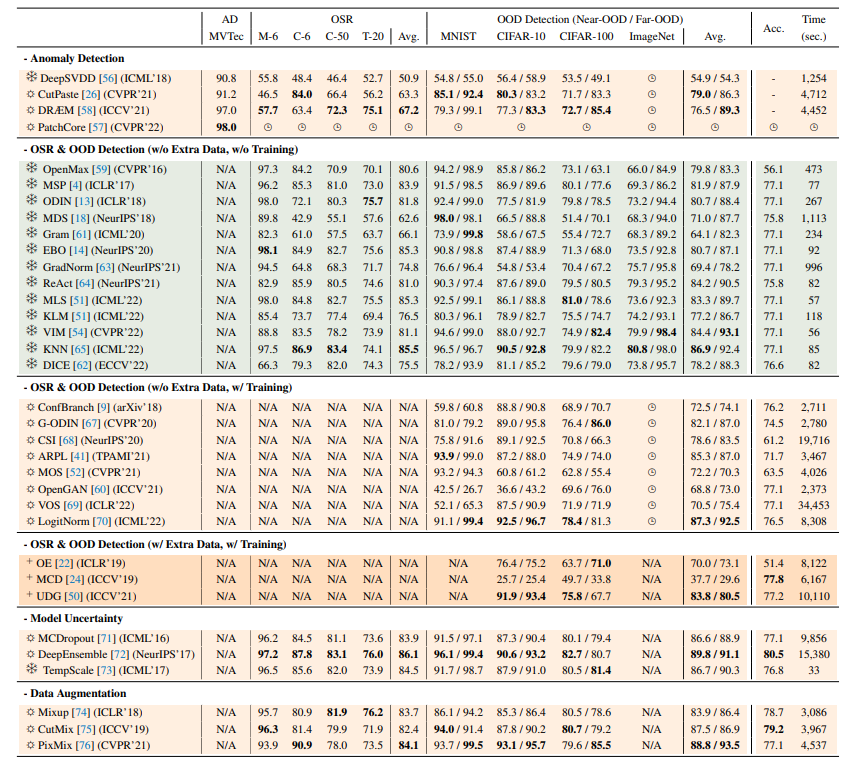 AD OSR OOD Detection (Near-OOD / Far-OOD) Acc. Time
MVTec M-6 C-6 C-50 T-20 Avg. MNIST CIFAR-10 CIFAR-100 ImageNet Avg. (sec.)
- Anomaly Detection
DeepSVDD [56] (ICML'18) 90.8 55.8 48.4 46.4 52.7 50.9 54.8 / 55.0 56.4 / 58.9 53.5 / 49.1 54.9 / 54.3 - 1,254
CutPaste [26] (CVPR'21) 91.2 46.5 84.0 66.4 56.2 63.3 85.1 / 92.4 80.3 / 83.2 71.7 / 83.3 79.0 / 86.3 - 4,712
DRÆM [58] (ICCV'21) 97.0 57.7 63.4 72.3 75.1 67.2 79.3 / 99.1 77.3 / 83.3 72.7 / 85.4 76.5 / 89.3 - 4,452
PatchCore [57] (CVPR'22) 98.0
- OSR & OOD Detection (w/o Extra Data, w/o Training)
OpenMax [59] (CVPR'16) N/A 97.3 84.2 70.9 70.1 80.6 94.2 / 98.9 85.8 / 86.2 73.1 / 63.1 66.0 / 84.9 79.8 / 83.3 56.1 473
MSP [4] (ICLR'17) N/A 96.2 85.3 81.0 73.0 83.9 91.5 / 98.5 86.9 / 89.6 80.1 / 77.6 69.3 / 86.2 81.9 / 87.9 77.1 77
ODIN [13] (ICLR'18) N/A 98.0 72.1 80.3 75.7 81.8 92.4 / 99.0 77.5 / 81.9 79.8 / 78.5 73.2 / 94.4 80.7 / 88.4 77.1 267
MDS [18] (NeurIPS'18) N/A 89.8 42.9 55.1 57.6 62.6 98.0 / 98.1 66.5 / 88.8 51.4 / 70.1 68.3 / 94.0 71.0 / 87.7 75.8 1,113
Gram [61] (ICML'20) N/A 82.3 61.0 57.5 63.7 66.1 73.9 / 99.8 58.6 / 67.5 55.4 / 72.7 68.3 / 89.2 64.1 / 82.3 77.1 234
EBO [14] (NeurIPS'20) N/A 98.1 84.9 82.7 75.6 85.3 90.8 / 98.8 87.4 / 88.9 71.3 / 68.0 73.5 / 92.8 80.7 / 87.1 77.1 92
GradNorm [63] (NeurIPS'21) N/A 94.5 64.8 68.3 71.7 74.8 76.6 / 96.4 54.8 / 53.4 70.4 / 67.2 75.7 / 95.8 69.4 / 78.2 77.1 996
ReAct [64] (NeurIPS'21) N/A 82.9 85.9 80.5 74.6 81.0 90.3 / 97.4 87.6 / 89.0 79.5 / 80.5 79.3 / 95.2 84.2 / 90.5 75.8 82
MLS [51] (ICML'22) N/A 98.0 84.8 82.7 75.5 85.3 92.5 / 99.1 86.1 / 88.8 81.0 / 78.6 73.6 / 92.3 83.3 / 89.7 77.1 57
KLM [51] (ICML'22) N/A 85.4 73.7 77.4 69.4 76.5 80.3 / 96.1 78.9 / 82.7 75.5 / 74.7 74.2 / 93.1 77.2 / 86.7 77.1 118
VIM [54] (CVPR'22) N/A 88.8 83.5 78.2 73.9 81.1 94.6 / 99.0 88.0 / 92.7 74.9 / 82.4 79.9 / 98.4 84.4 / 93.1 77.1 56
KNN [65] (ICML'22) N/A 97.5 86.9 83.4 74.1 85.5 96.5 / 96.7 90.5 / 92.8 79.9 / 82.2 80.8 / 98.0 86.9 / 92.4 77.1 85
DICE [62] (ECCV'22) N/A 66.3 79.3 82.0 74.3 75.5 78.2 / 93.9 81.1 / 85.2 79.6 / 79.0 73.8 / 95.7 78.2 / 88.3 76.6 82
- OSR & OOD Detection (w/o Extra Data, w/ Training)
ConfBranch [9] (arXiv'18) N/A N/A N/A N/A N/A N/A 59.8 / 60.8 88.8 / 90.8 68.9 / 70.7 72.5 / 74.1 76.2 2,711
G-ODIN [67] (CVPR'20) N/A N/A N/A N/A N/A N/A 81.0 / 79.2 89.0 / 95.8 76.4 / 86.0 82.1 / 87.0 74.5 2,780
CSI [68] (NeurIPS'20) N/A N/A N/A N/A N/A N/A 75.8 / 91.6 89.1 / 92.5 70.8 / 66.3 78.6 / 83.5 61.2 19,716
ARPL [41] (TPAMI'21) N/A N/A N/A N/A N/A N/A 93.9 / 99.0 87.2 / 88.0 74.9 / 74.0 85.3 / 87.0 71.7 3,467
MOS [52] (CVPR'21) N/A N/A N/A N/A N/A N/A 93.2 / 94.3 60.8 / 61.2 62.8 / 55.4 72.2 / 70.3 63.5 4,026
OpenGAN [60] (ICCV'21) N/A N/A N/A N/A N/A N/A 42.5 / 26.7 36.6 / 43.2 69.6 / 76.0 68.8 / 73.0 77.1 2,373
VOS [69] (ICLR'22) N/A N/A N/A N/A N/A N/A 52.1 / 65.3 87.5 / 90.9 71.9 / 71.9 70.5 / 75.4 77.1 34,453
LogitNorm [70] (ICML'22) N/A N/A N/A N/A N/A N/A 91.1 / 99.4 92.5 / 96.7 78.4 / 81.3 87.3 / 92.5 76.5 8,308
- OSR & OOD Detection (w/ Extra Data, w/ Training)
+ OE [22] (ICLR'19) N/A N/A N/A N/A N/A N/A N/A 76.4 / 75.2 63.7 / 71.0 N/A 70.0 / 73.1 51.4 8,122
+ MCD [24] (ICCV'19) N/A N/A N/A N/A N/A N/A N/A 25.7 / 25.4 49.7 / 33.8 N/A 37.7 / 29.6 77.8 6,167
+ UDG [50] (ICCV'21) N/A N/A N/A N/A N/A N/A N/A 91.9 / 93.4 75.8 / 67.7 N/A 83.8 / 80.5 77.2 10,110
- Model Uncertainty
MCDropout [71] (ICML'16) N/A 96.2 84.5 81.1 73.6 83.9 91.5 / 97.1 87.3 / 90.4 80.1 / 79.4 N/A 86.6 / 88.9 77.1 9,856
DeepEnsemble [72] (NeurIPS'17) N/A 97.2 87.8 83.1 76.0 86.1 96.1 / 99.4 90.6 / 93.2 82.7 / 80.7 N/A 89.8 / 91.1 80.5 15,380
TempScale [73] (ICML'17) N/A 96.5 85.6 82.0 73.9 84.5 91.7 / 98.7 87.9 / 91.0 80.5 / 81.4 N/A 86.7 / 90.3 76.8 33
- Data Augmentation
Mixup [74] (ICLR'18) N/A 95.7 80.9 81.9 76.2 83.7 86.1 / 94.2 85.3 / 86.4 80.5 / 78.6 N/A 83.9 / 86.4 78.7 3,086
CutMix [75] (ICCV'19) N/A 96.3 81.4 79.9 71.9 82.4 94.0 / 91.4 87.8 / 90.2 80.7 / 79.2 N/A 87.5 / 86.9 79.2 3,967
PixMix [76] (CVPR'21) N/A 93.9 90.9 78.0 73.5 84.1 93.7 / 99.5 93.1 / 95.7 79.6 / 85.5 N/A 88.8 / 93.5 77.1 4,537